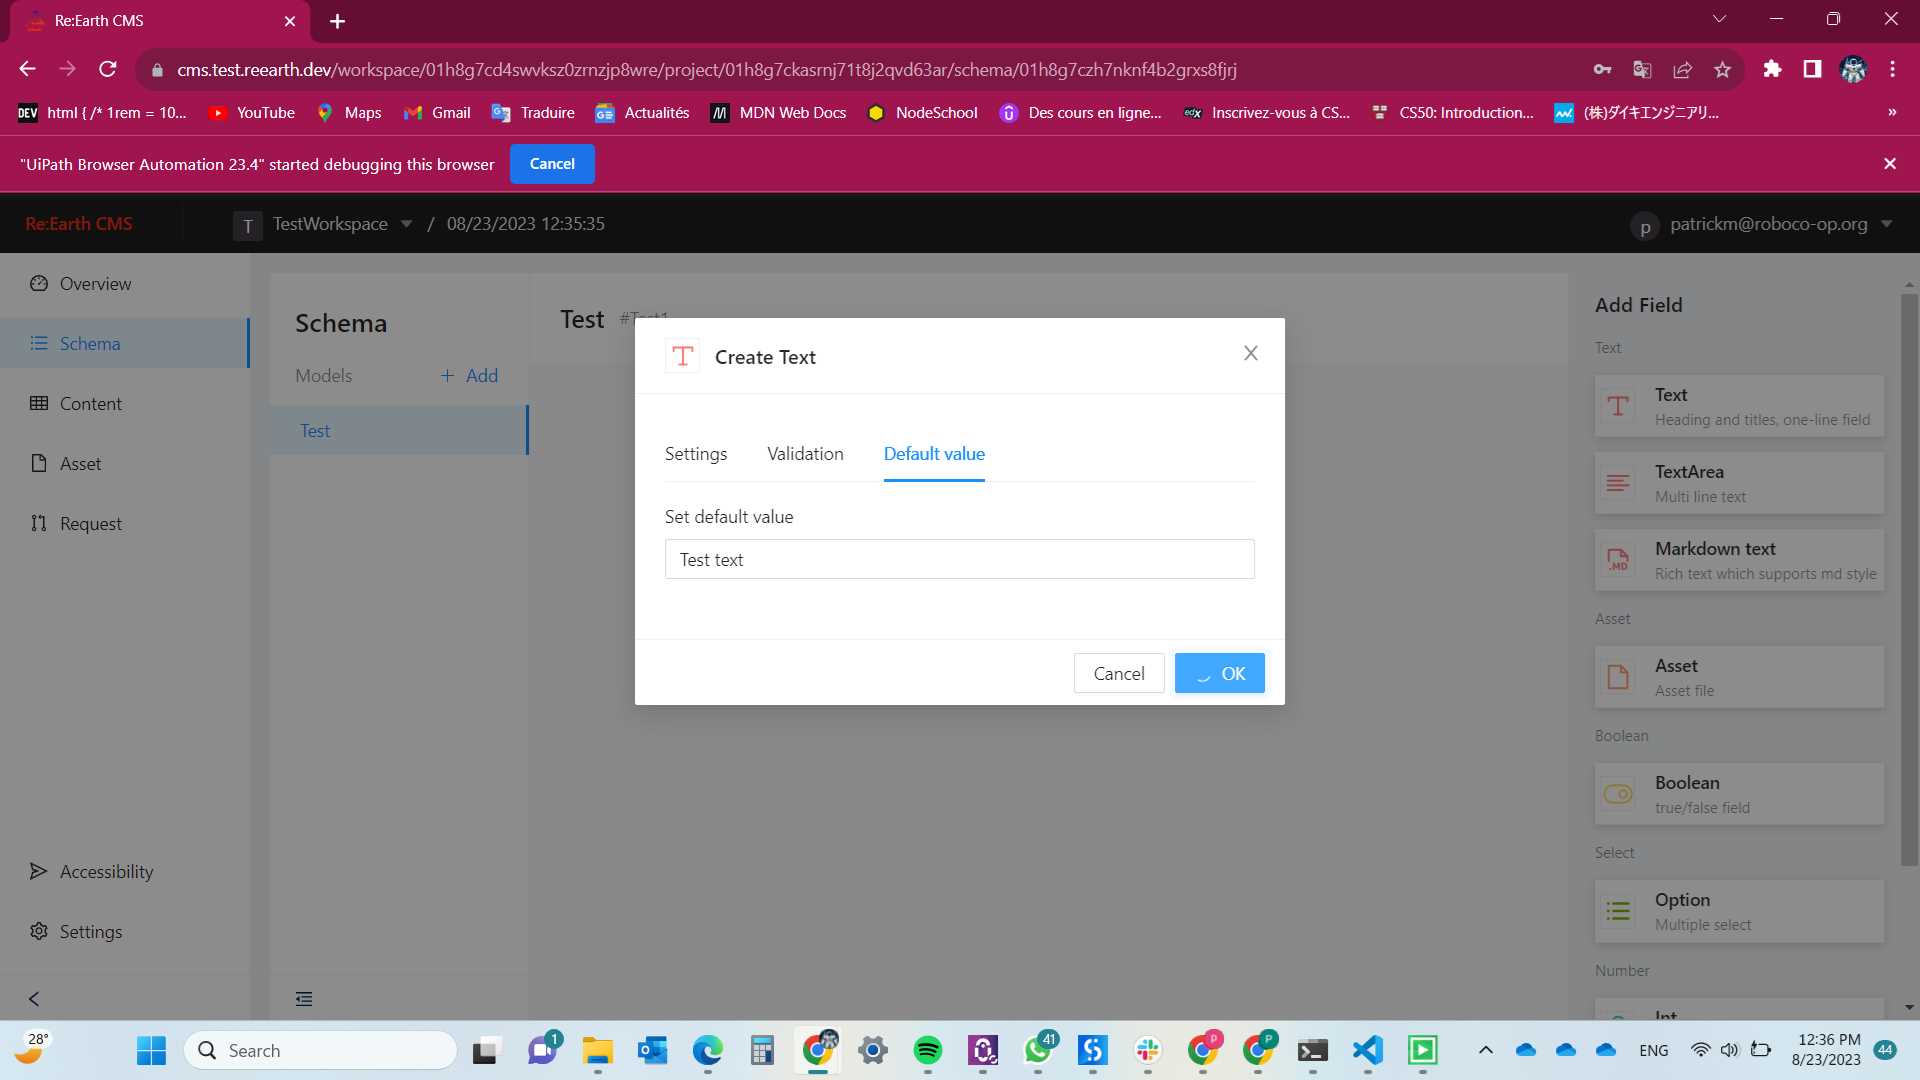 Re:Earth CMS
cms.test.reearth.dev/workspace/01h8g7cd4swvksz0zrnzjp8wre/project/01h8g7ckasrnj71t8j2qvd63ar/schema/01h8g7czh7nknf4b2grxs8fjrj
DEV html { /* 1rem = 10... YouTube Maps Gmail Traduire Actualités MDN Web Docs NodeSchool Des cours en ligne... edX Inscrivez-vous à CS... CS50: Introduction... (株)ダイキエンジニアリ... »
"UiPath Browser Automation 23.4" started debugging this browser Cancel
Re:Earth CMS T TestWorkspace / 08/23/2023 12:35:35 p patrickm@roboco-op.org
Overview
Schema
Content
Asset
Request
Accessibility
Settings
Schema
Models + Add
Test
Test #Test1
Create Text
Settings Validation Default value
Set default value
Test text
Cancel OK
Add Field
Text
Text
Heading and titles, one-line field
TextArea
Multi line text
Markdown text
Rich text which supports md style
Asset
Asset
Asset file
Boolean
Boolean
true/false field
Select
Option
Multiple select
Number
Int
28° Search 1 41 P P ENG 12:36 PM 44
8/23/2023